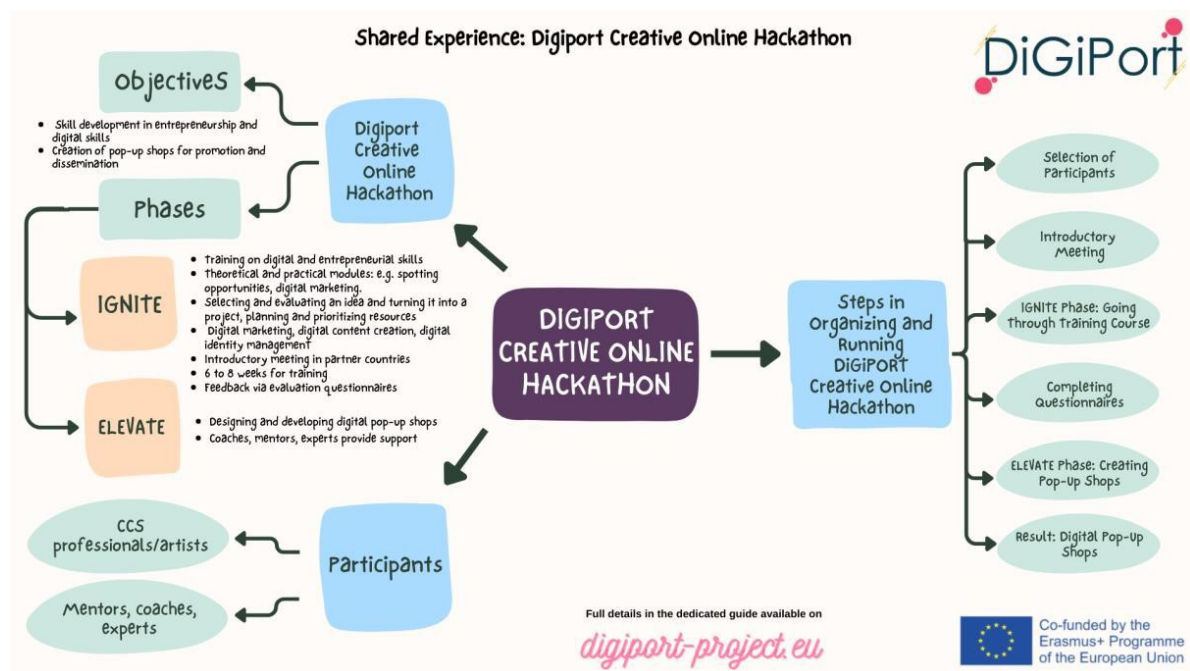 Shared Experience: Digiport Creative Online Hackathon
DiGiPort
Objectives
• Skill development in entrepreneurship and
digital skills
• Creation of pop-up shops for promotion and
dissemination
Digiport
Creative
Online
Hackathon
Phases
IGNITE
• Training on digital and entrepreneurial skills
• Theoretical and practical modules: e.g. spotting
opportunities, digital marketing.
• Selecting and evaluating an idea and turning it into a
project, planning and prioritizing resources
• Digital marketing, digital content creation, digital
identity management
• Introductory meeting in partner countries
• 6 to 8 weeks for training
• Feedback via evaluation questionnaires
ELEVATE
• Designing and developing digital pop-up shops
• Coaches, mentors, experts provide support
DIGIPORT
CREATIVE ONLINE
HACKATHON
Participants
CCS
professionals/artists
Mentors, coaches,
experts
Steps in
Organizing and
Running
DiGiPORT
Creative Online
Hackathon
Selection of
Participants
Introductory
Meeting
IGNITE Phase: Going
Through Training Course
Completing
Questionnaires
ELEVATE Phase: Creating
Pop-Up Shops
Result: Digital Pop-Up
Shops
Full details in the dedicated guide available on
digiport-project.eu
Co-funded by the
Erasmus+ Programme
of the European Union